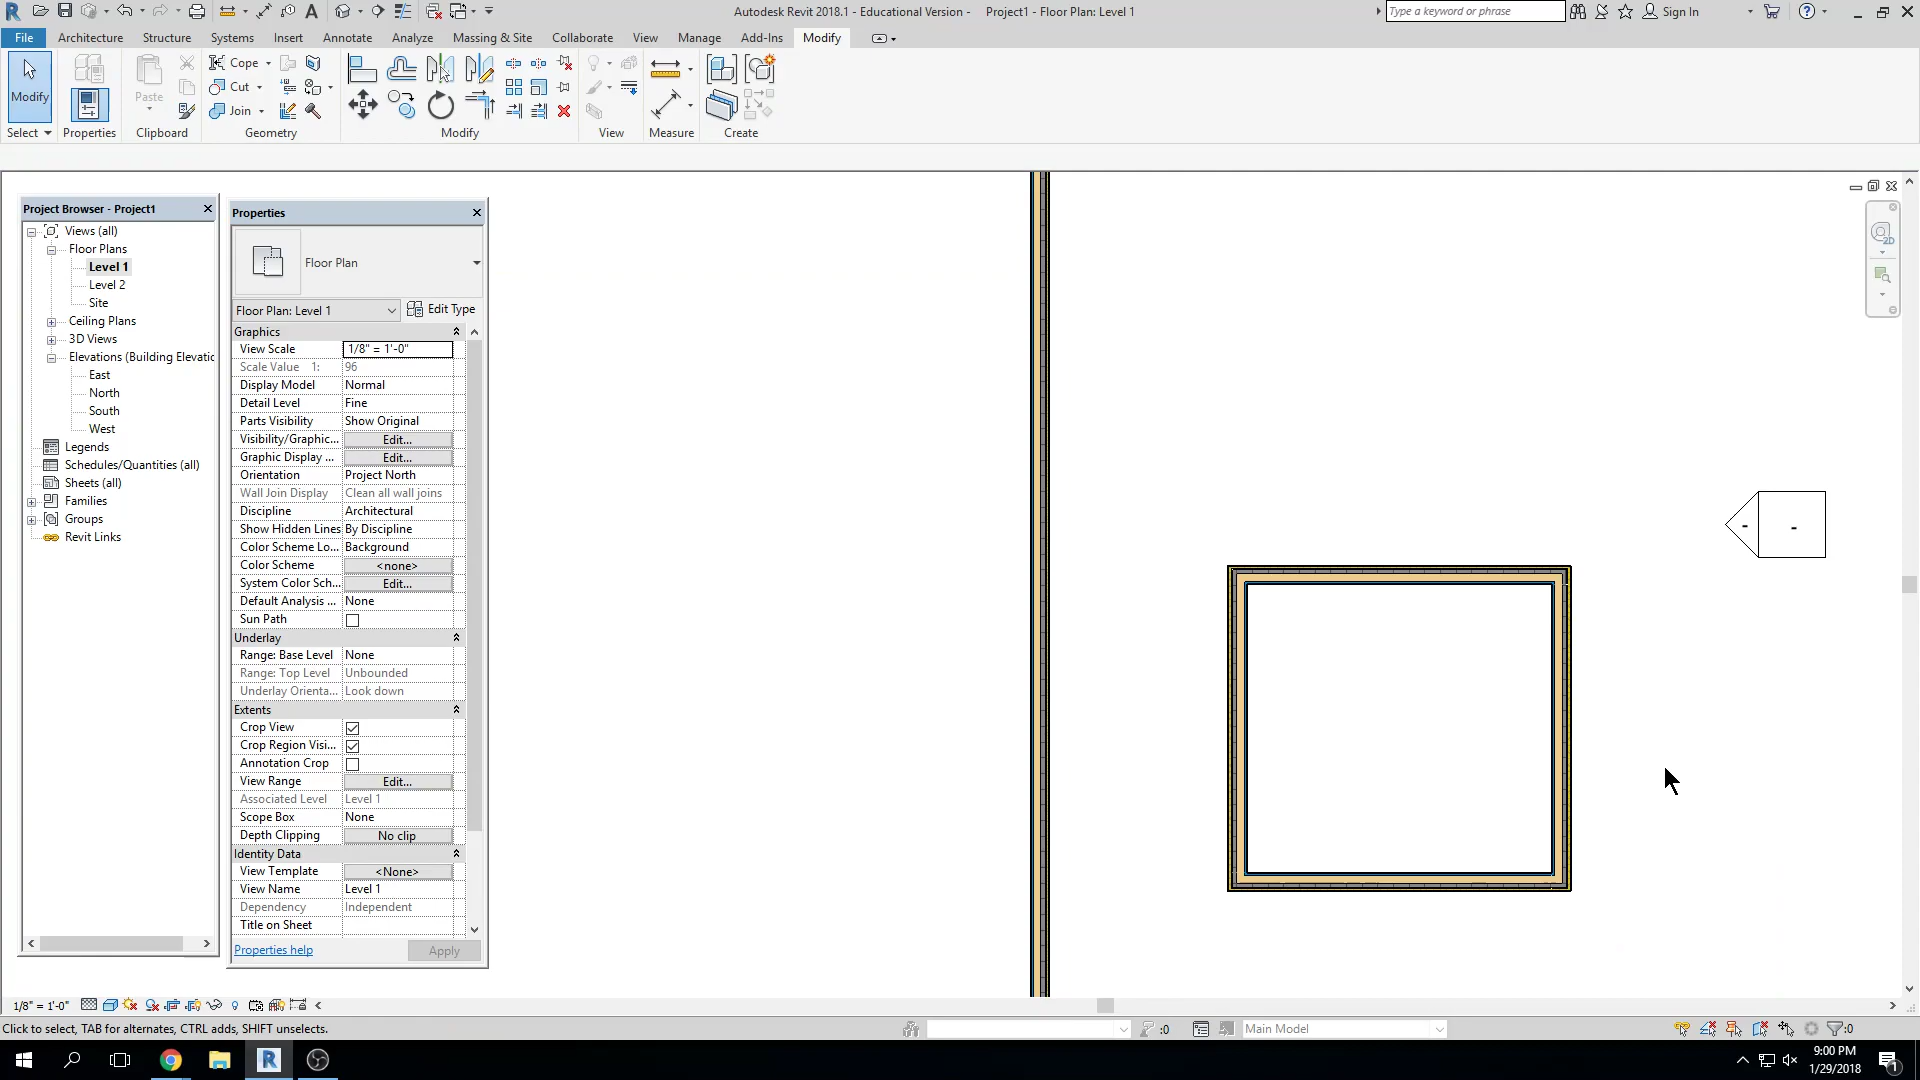 Autodesk Revit 2018.1 - Educational Version - Project1 - Floor Plan: Level 1
Type a keyword or phrase
Sign In
File Architecture Structure Systems Insert Annotate Analyze Massing & Site Collaborate View Manage Add-Ins Modify
Modify
Paste
Cope
Cut
Join
Select Properties Clipboard Geometry Modify View Measure Create
Project Browser - Project1
Views (all)
Floor Plans
Level 1
Level 2
Site
Ceiling Plans
3D Views
Elevations (Building Elevatio
East
North
South
West
Legends
Schedules/Quantities (all)
Sheets (all)
Families
Groups
Revit Links
Properties
Floor Plan
Floor Plan: Level 1 Edit Type
Graphics
View Scale 1/8" = 1'-0"
Scale Value 1: 96
Display Model Normal
Detail Level Fine
Parts Visibility Show Original
Visibility/Graphic... Edit...
Graphic Display ... Edit...
Orientation Project North
Wall Join Display Clean all wall joins
Discipline Architectural
Show Hidden Lines By Discipline
Color Scheme Lo... Background
Color Scheme <none>
System Color Sch... Edit...
Default Analysis ... None
Sun Path
Underlay
Range: Base Level None
Range: Top Level Unbounded
Underlay Orienta... Look down
Extents
Crop View
Crop Region Visi...
Annotation Crop
View Range Edit...
Associated Level Level 1
Scope Box None
Depth Clipping No clip
Identity Data
View Template <None>
View Name Level 1
Dependency Independent
Title on Sheet
Properties help Apply
2D
- -
1/8" = 1'-0"
Click to select, TAB for alternates, CTRL adds, SHIFT unselects.
:0
Main Model
:0
9:00 PM
1/29/2018
1